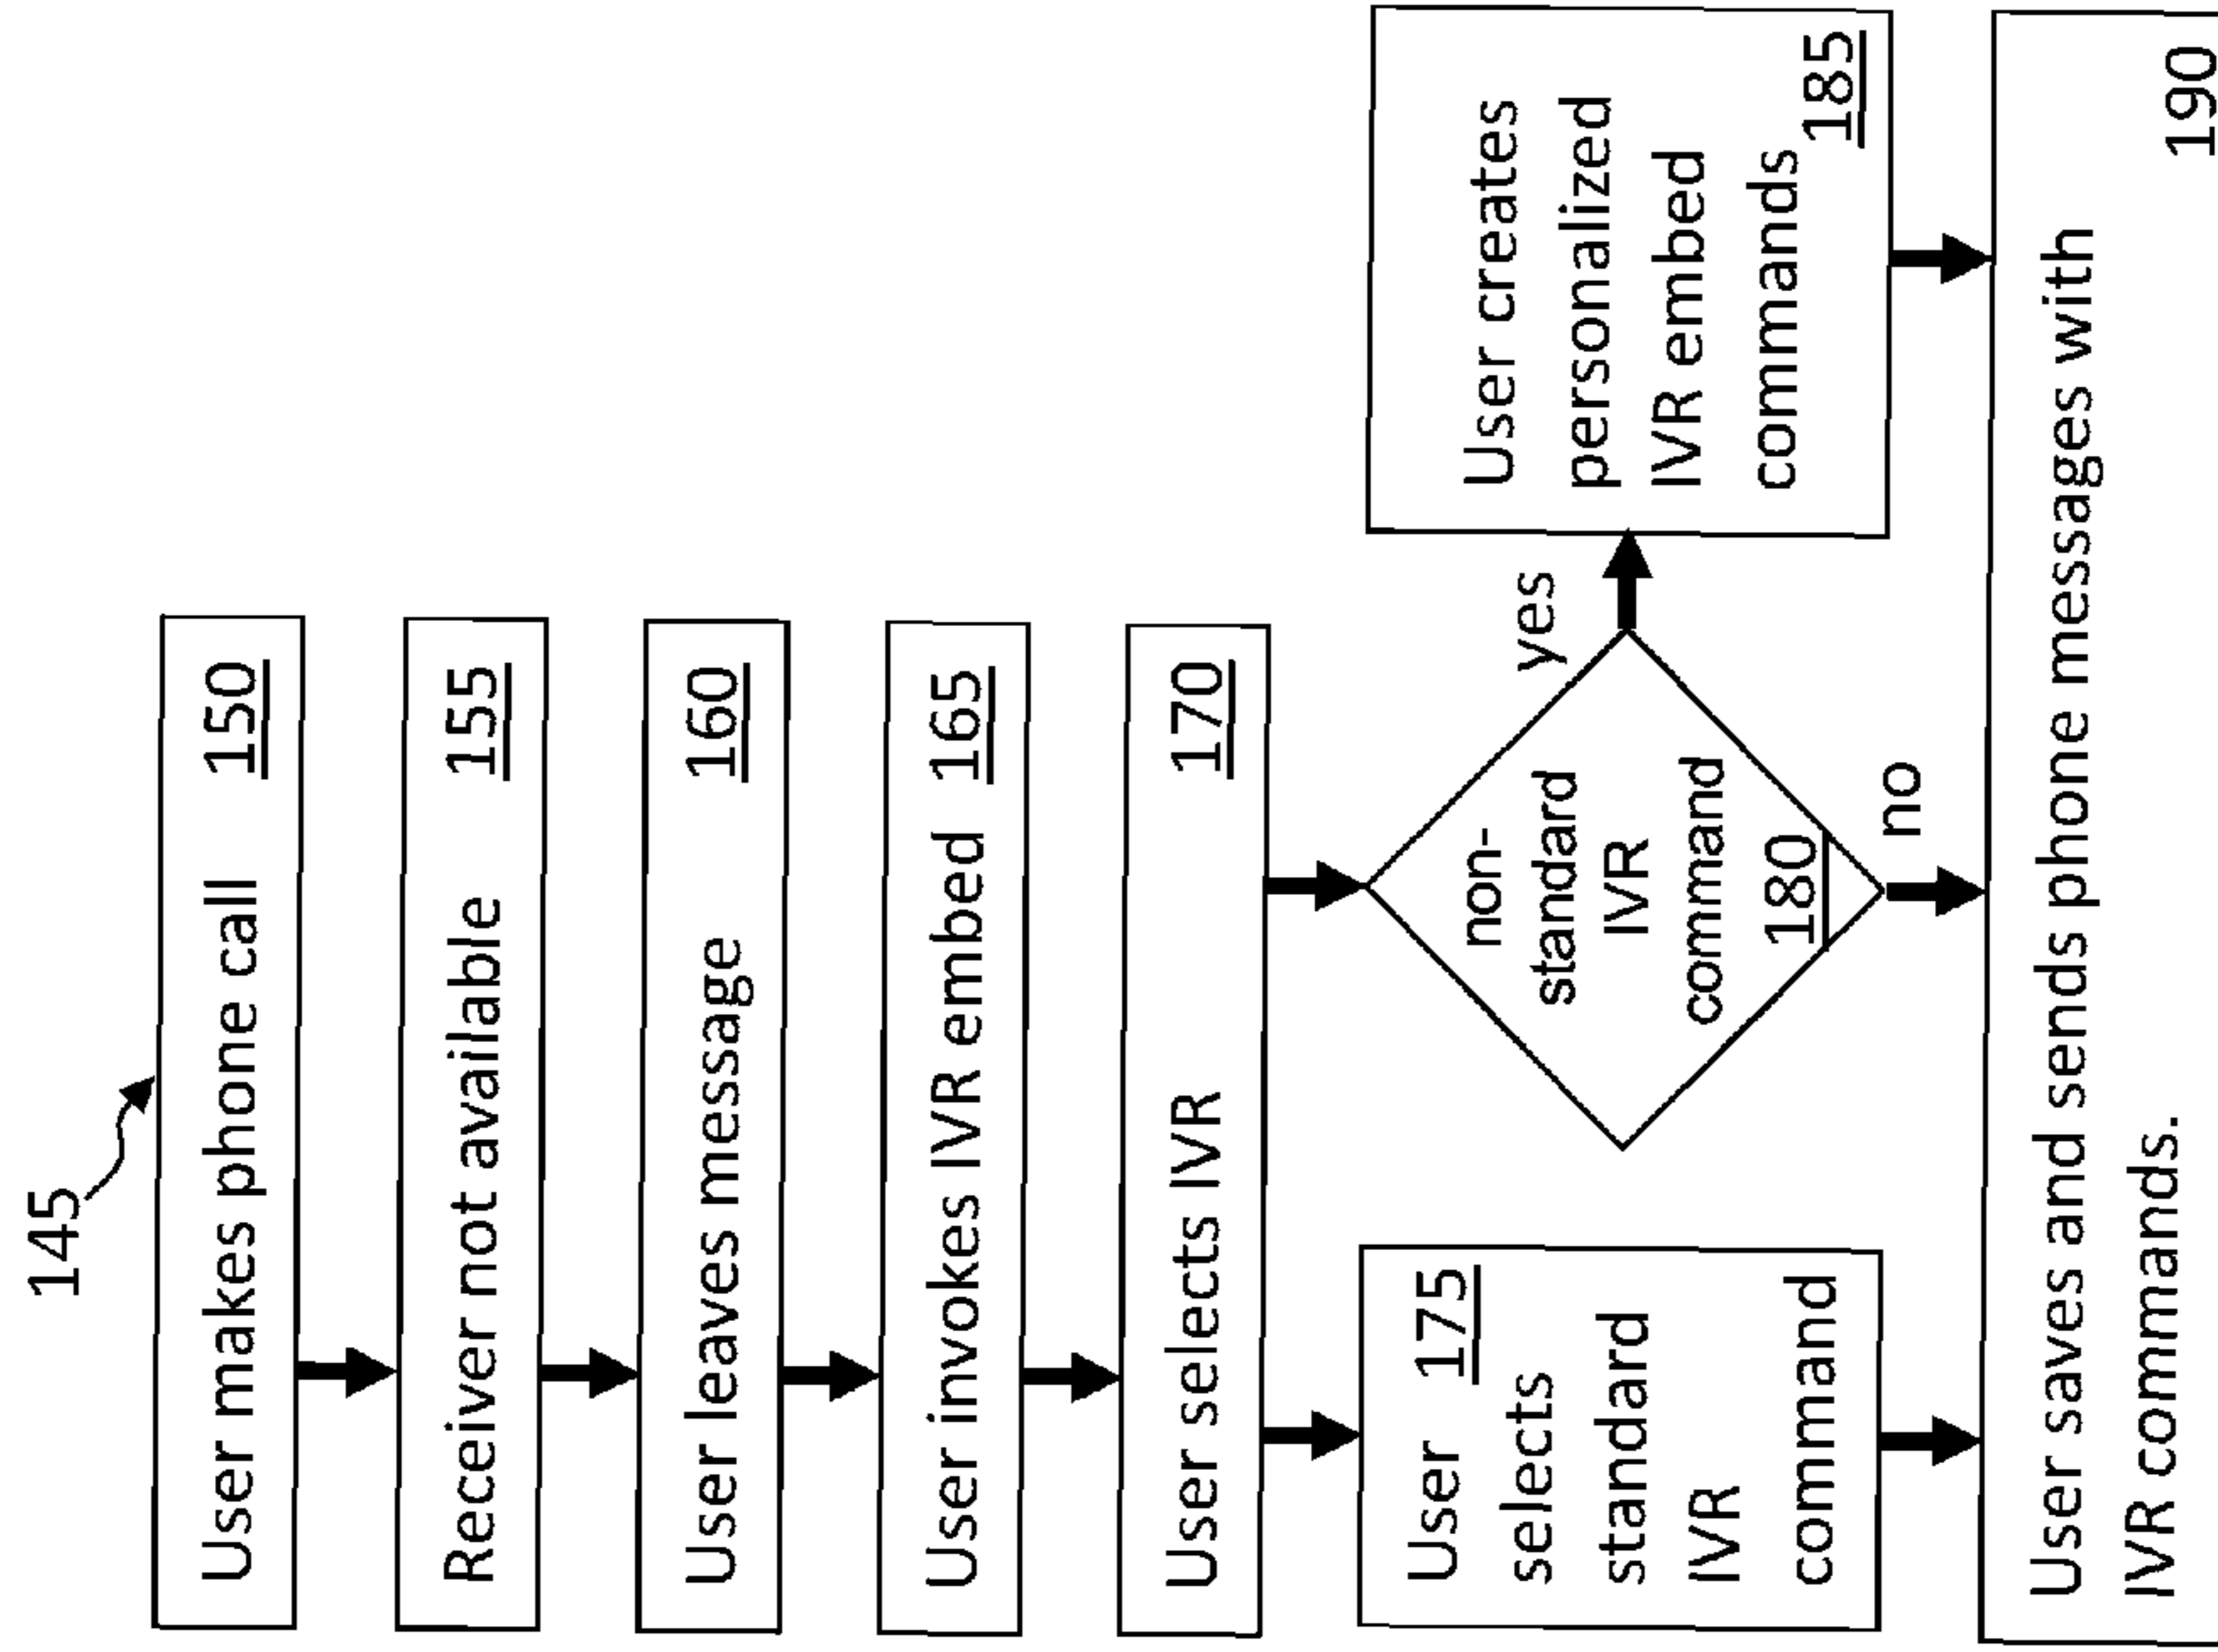 145
User makes phone call 150
Receiver not available 155
User leaves message 160
User invokes IVR embed 165
User selects IVR 170
User 175
selects
standard
IVR
command
non-
standard
IVR
command
180
yes
no
User creates
personalized
IVR embed
commands 185
User saves and sends phone messages with
IVR commands. 190